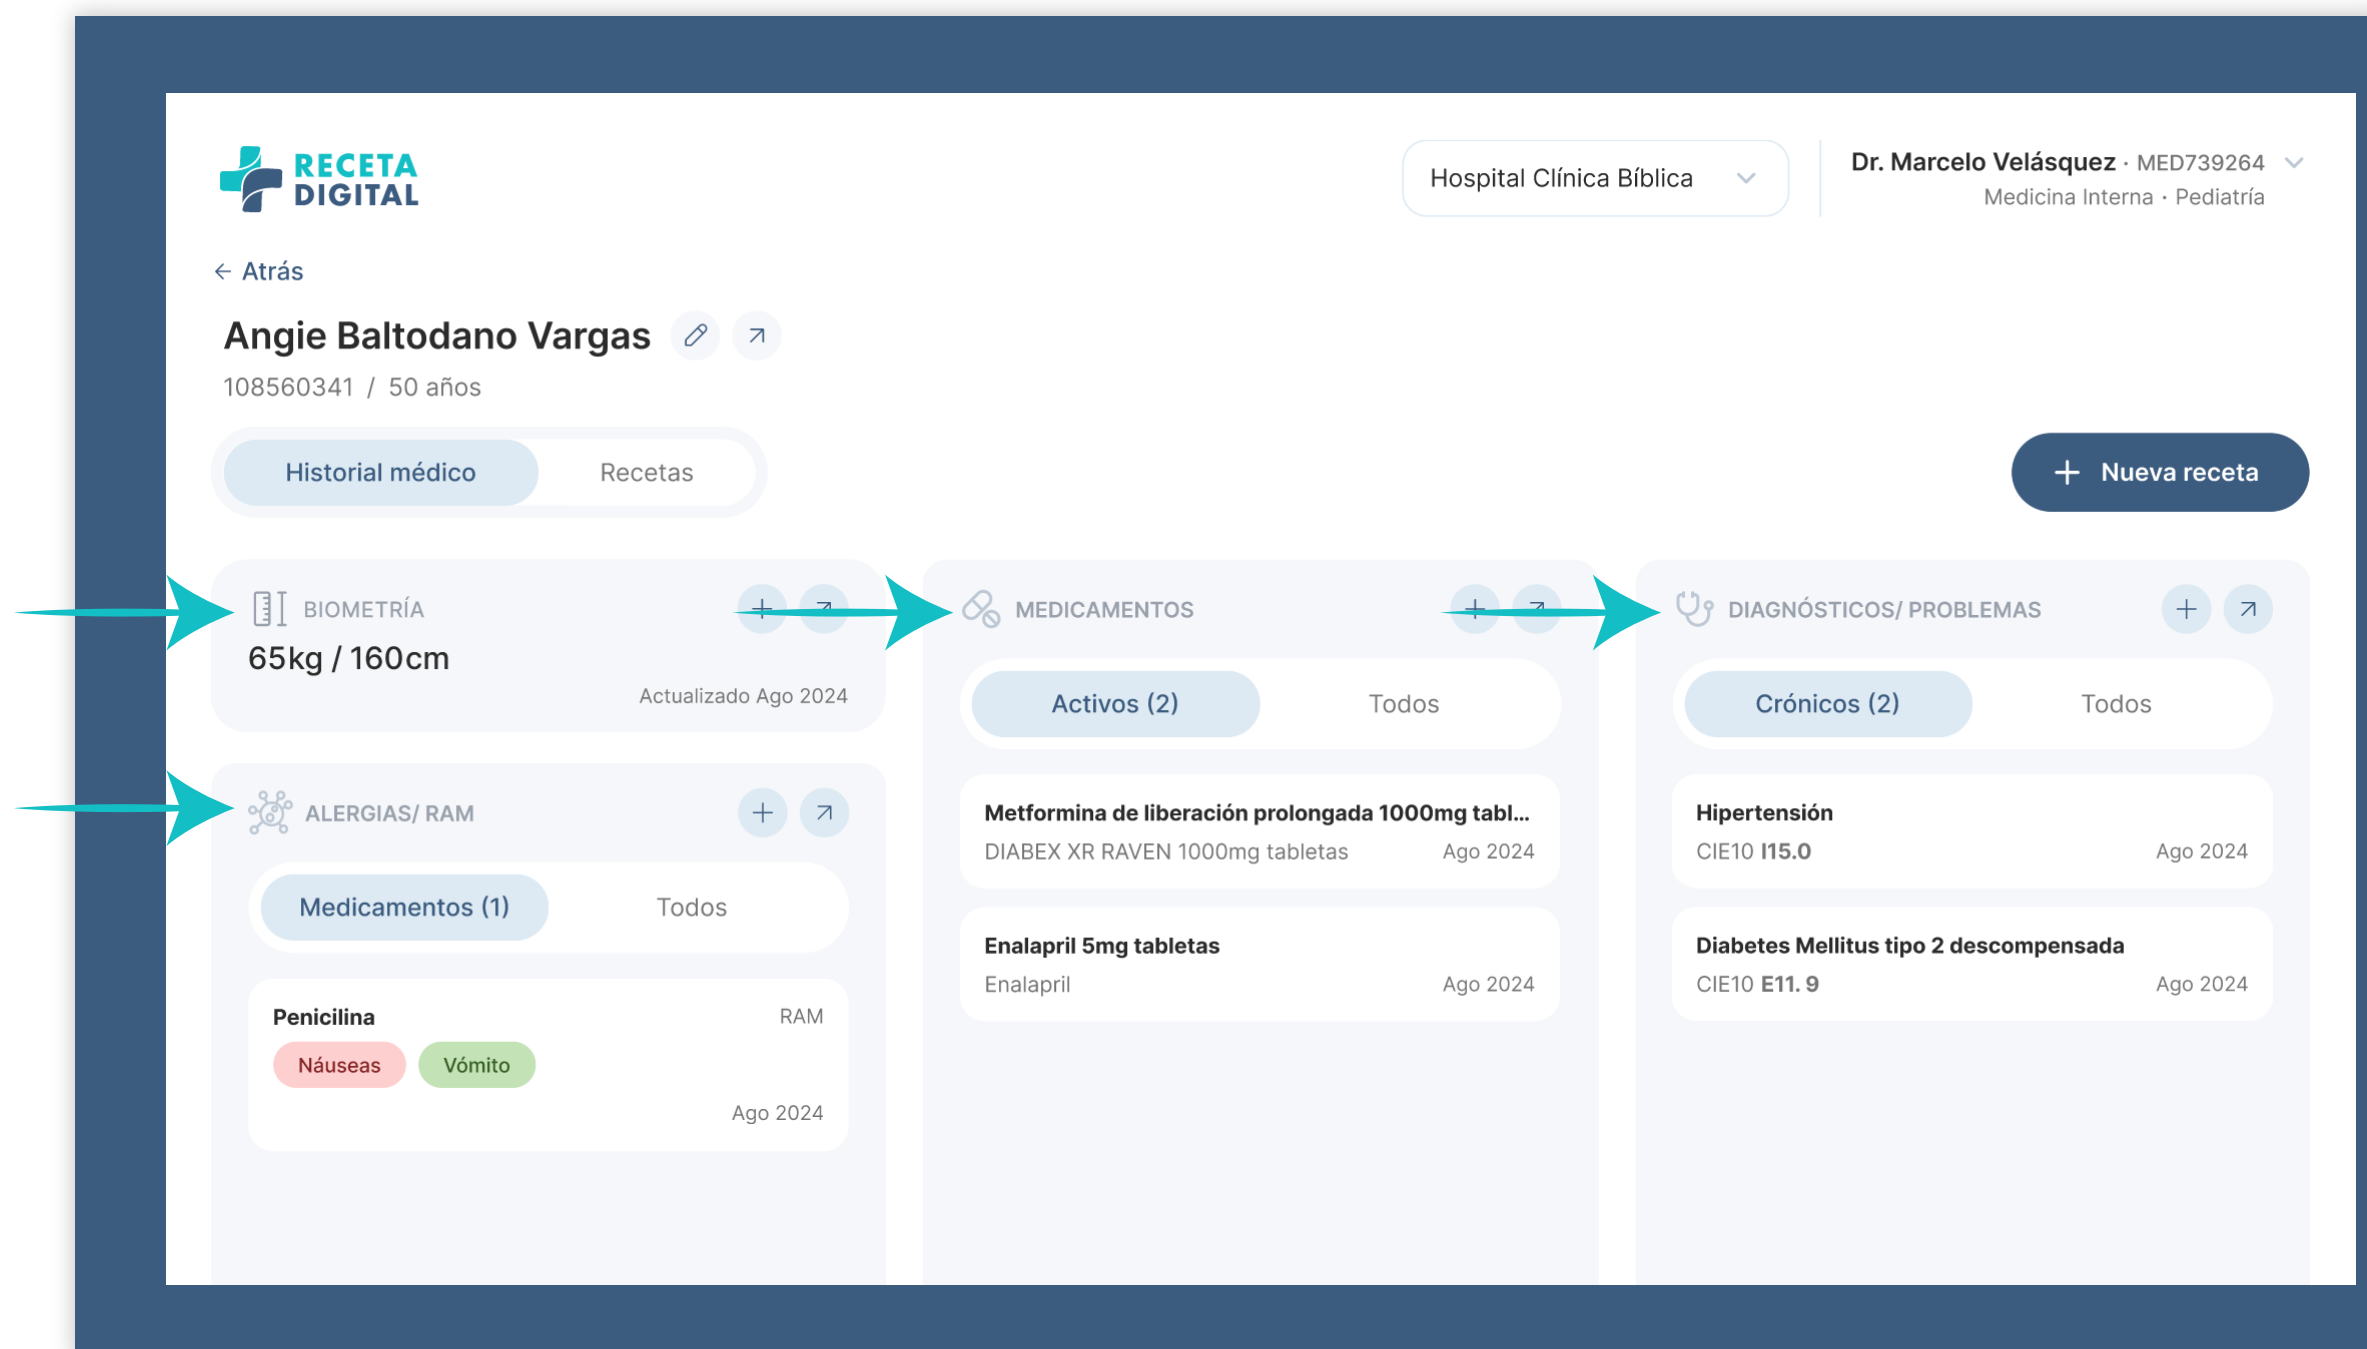 RECETA
DIGITAL
Hospital Clínica Bíblica
Dr. Marcelo Velásquez · MED739264
Medicina Interna · Pediatría
← Atrás
Angie Baltodano Vargas
108560341 / 50 años
Historial médico
Recetas
+ Nueva receta
BIOMETRÍA
65kg / 160cm
Actualizado Ago 2024
ALERGIAS/ RAM
Medicamentos (1)
Todos
Penicilina
RAM
Náuseas
Vómito
Ago 2024
MEDICAMENTOS
Activos (2)
Todos
Metformina de liberación prolongada 1000mg tabl...
DIABEX XR RAVEN 1000mg tabletas
Ago 2024
Enalapril 5mg tabletas
Enalapril
Ago 2024
DIAGNÓSTICOS/ PROBLEMAS
Crónicos (2)
Todos
Hipertensión
CIE10 I15.0
Ago 2024
Diabetes Mellitus tipo 2 descompensada
CIE10 E11. 9
Ago 2024